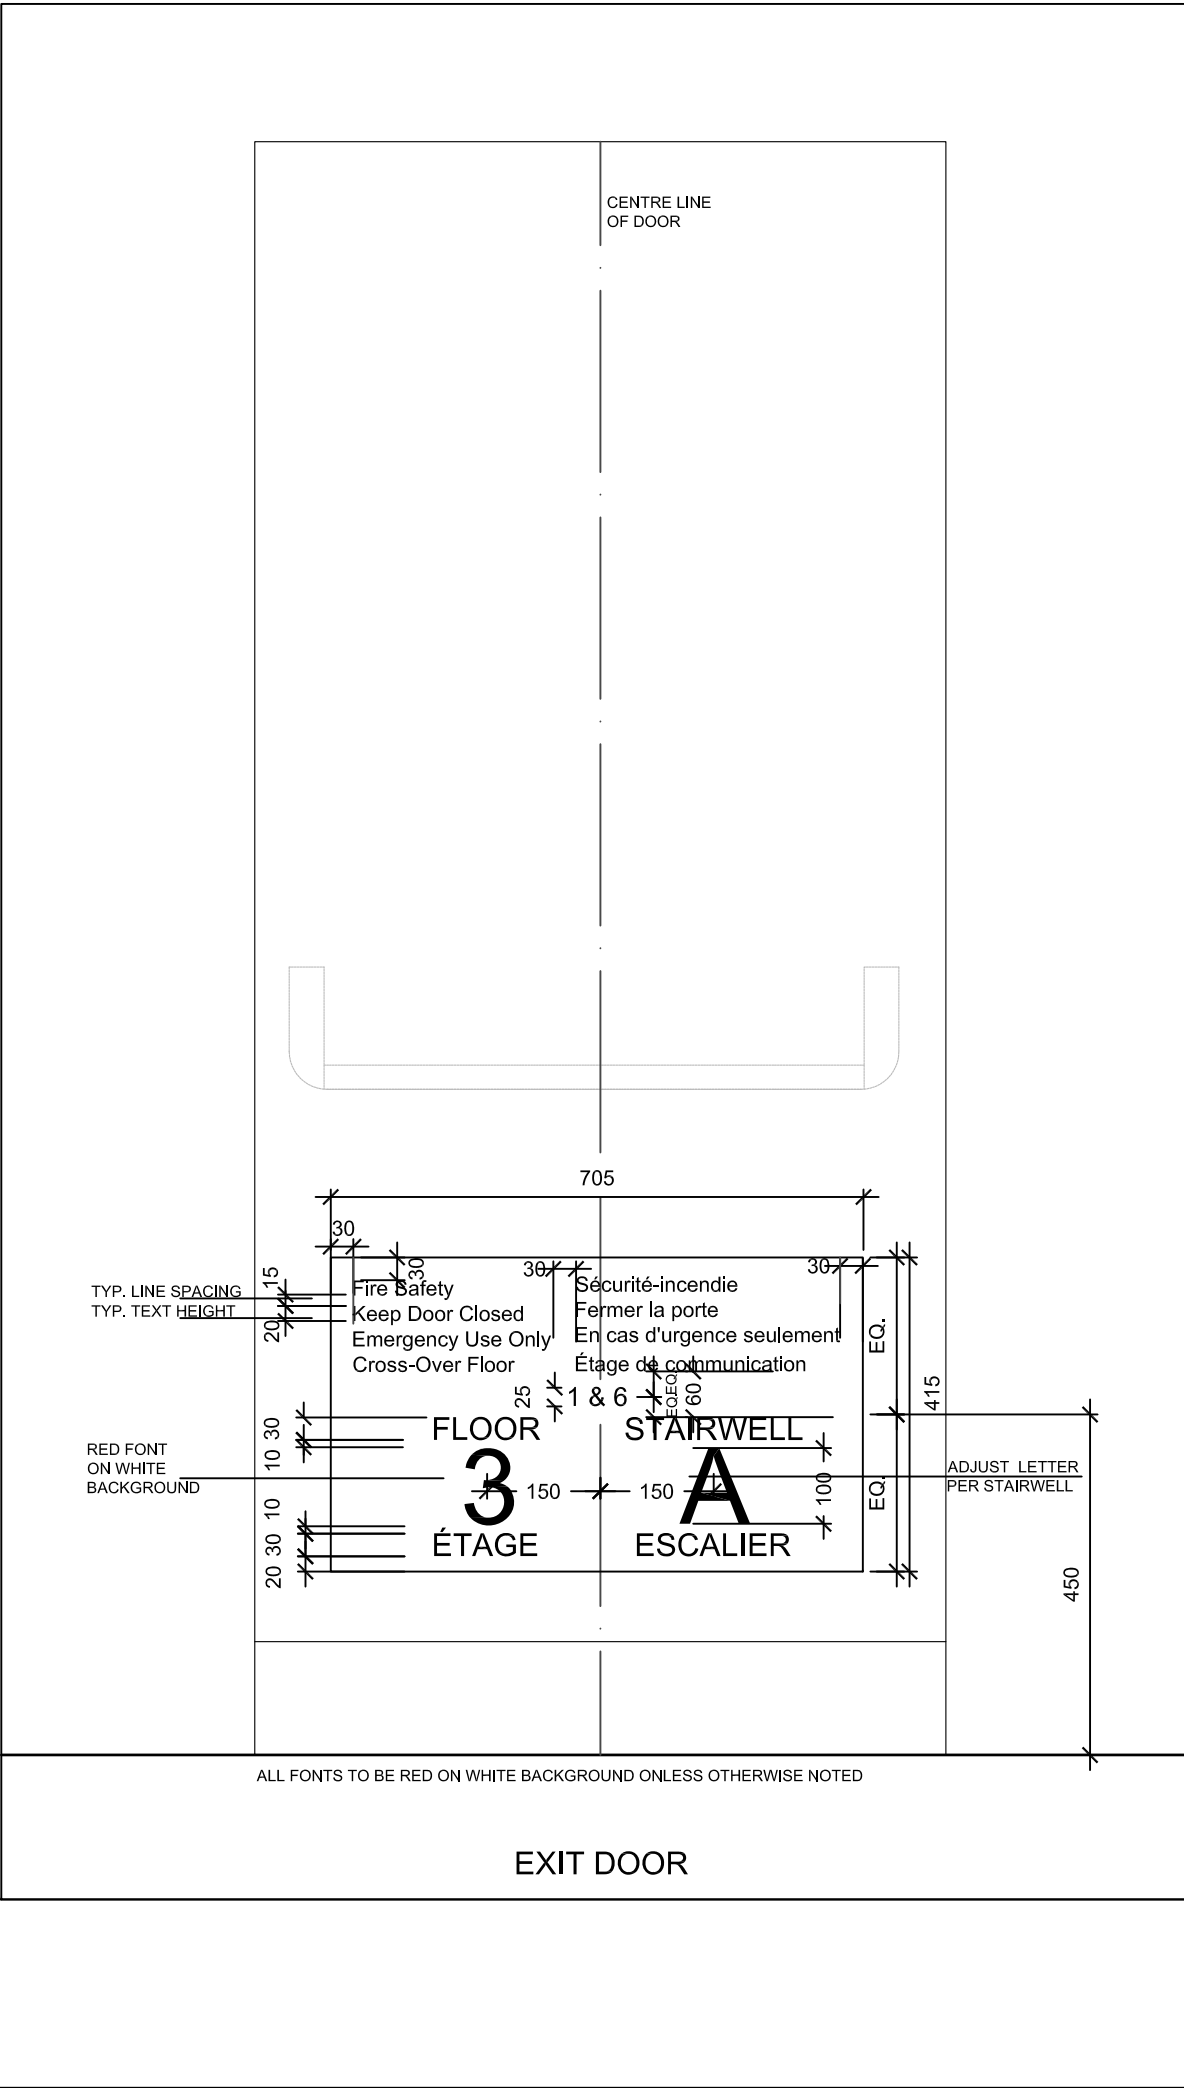 CENTRE LINE
OF DOOR
705
30
30
30
30
15
TYP. LINE SPACING
TYP. TEXT HEIGHT
20
Fire Safety
Keep Door Closed
Emergency Use Only
Cross-Over Floor
Sécurité-incendie
Fermer la porte
En cas d'urgence seulement
Étage de communication
EQ.
415
25
1 & 6
EQ.
EQ.
60
30
FLOOR
STAIRWELL
10
RED FONT
ON WHITE
BACKGROUND
3
150
150
A
100
EQ.
ADJUST LETTER
PER STAIRWELL
10
30
ÉTAGE
ESCALIER
20
450
ALL FONTS TO BE RED ON WHITE BACKGROUND ONLESS OTHERWISE NOTED
EXIT DOOR